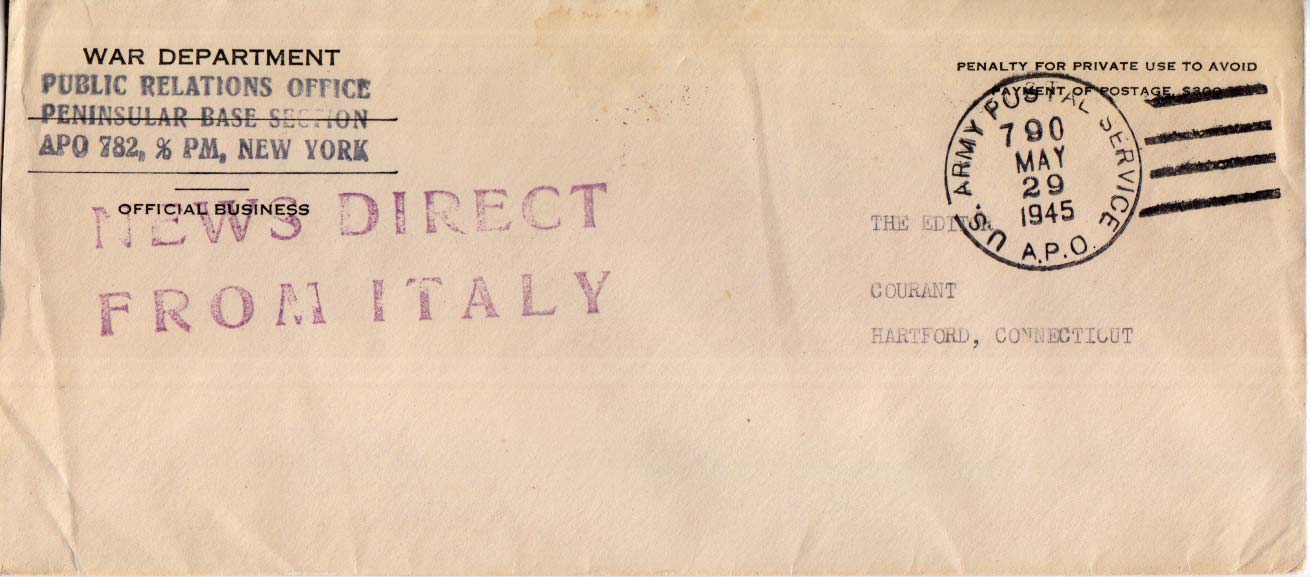 WAR DEPARTMENT
PUBLIC RELATIONS OFFICE
PENINSULAR BASE SECTION
APO 782, % PM, NEW YORK
OFFICIAL BUSINESS
NEWS DIRECT
FROM ITALY
PENALTY FOR PRIVATE USE TO AVOID
PAYMENT OF POSTAGE, $300
U.S. ARMY POSTAL SERVICE
790
MAY
29
1945
A.P.O.
THE EDITOR
COURANT
HARTFORD, CONNECTICUT